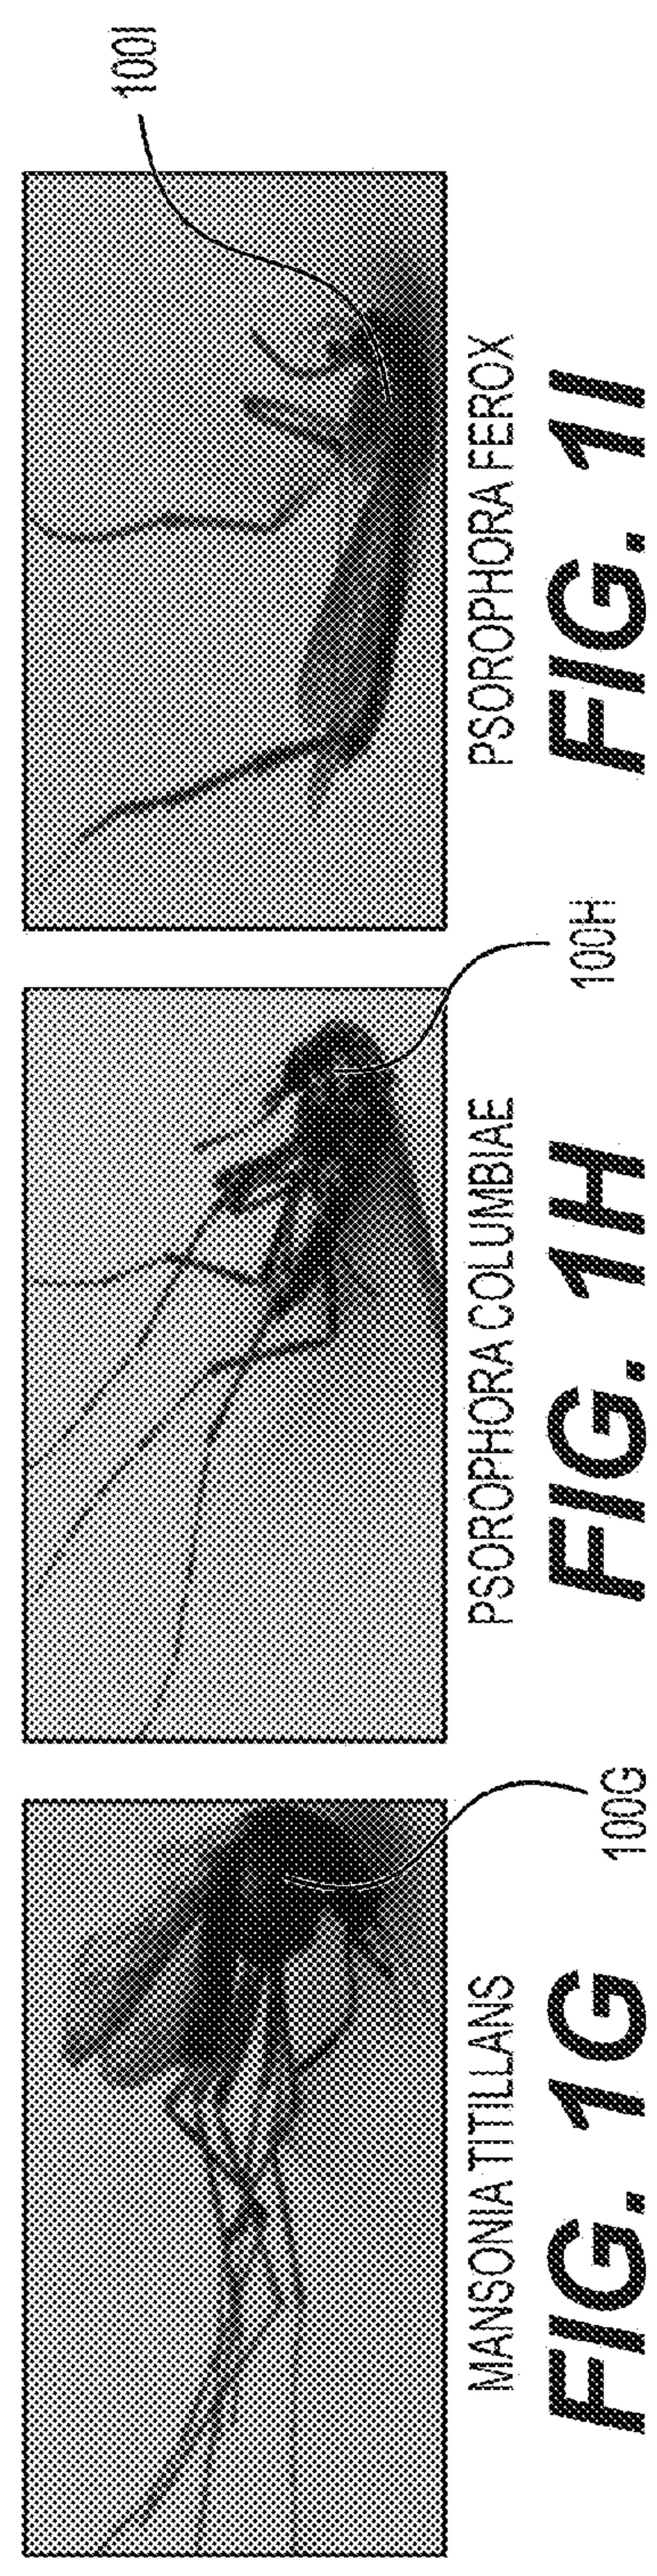 100G
MANSONIA TITILLANS
FIG. 1G
100H
PSOROPHORA COLUMBIAE
FIG. 1H
100I
PSOROPHORA FEROX
FIG. 1I